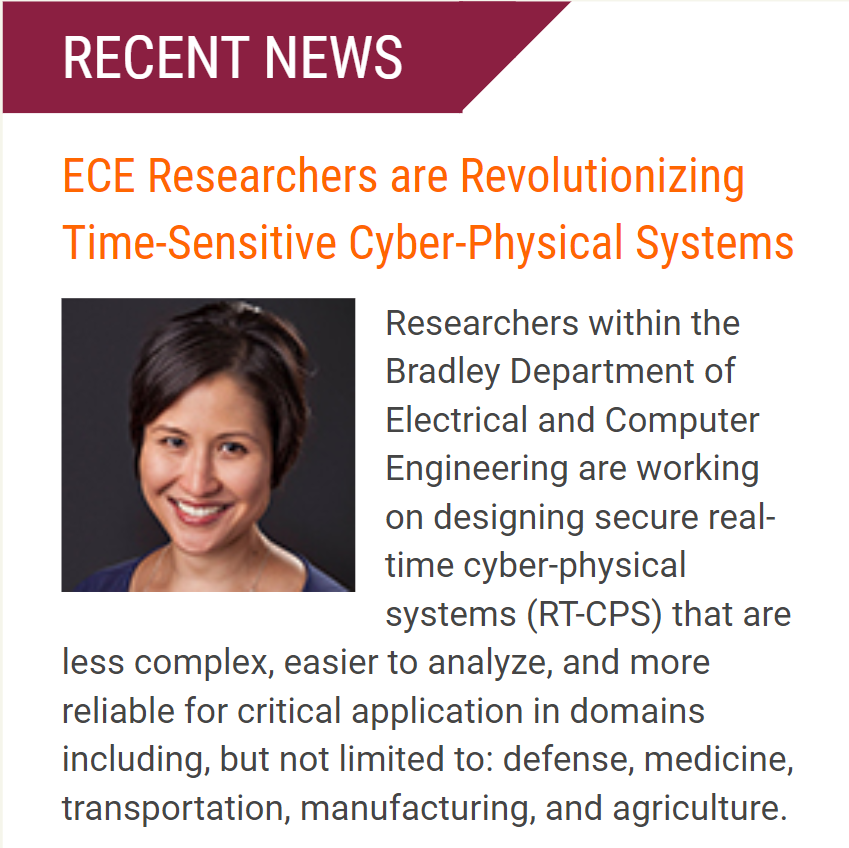 RECENT NEWS
ECE Researchers are Revolutionizing
Time-Sensitive Cyber-Physical Systems
Researchers within the
Bradley Department of
Electrical and Computer
Engineering are working
on designing secure real-
time cyber-physical
systems (RT-CPS) that are
less complex, easier to analyze, and more
reliable for critical application in domains
including, but not limited to: defense, medicine,
transportation, manufacturing, and agriculture.